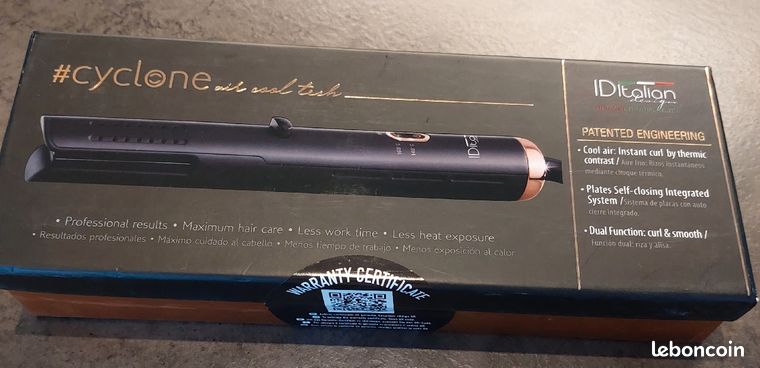 #cyclone air cool tech
IDitalian
design
PATENTED ENGINEERING
• Cool air: Instant curl by thermic
contrast / Aire frío: Rizos instantáneos
mediante choque térmico.
• Plates Self-closing Integrated
System / Sistema de placas con auto
cierre integrado.
• Dual Function: curl & smooth /
Función dual: riza y alisa.
IDitalian
• Professional results • Maximum hair care • Less work time • Less heat exposure
• Resultados profesionales • Máximo cuidado al cabello • Menos tiempo de trabajo • Menos exposición al calor
WARRANTY CERTIFICATE
leboncoin